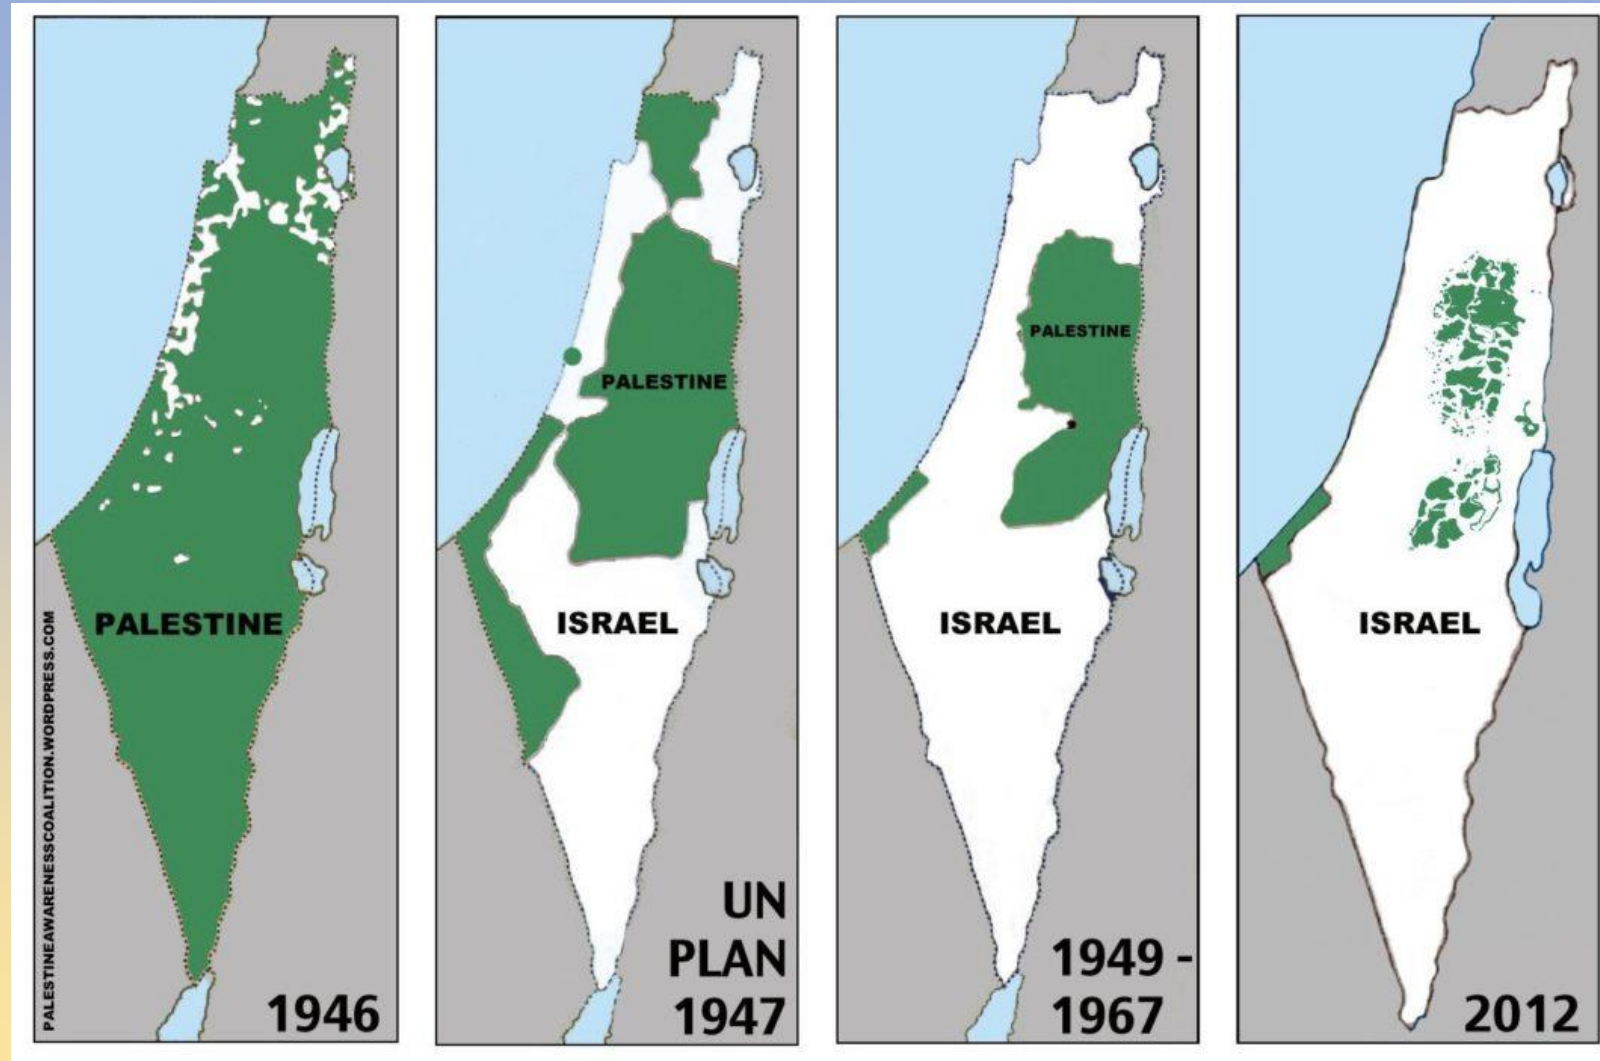 PALESTINEAWARENESSCOALITION.WORDPRESS.COM
PALESTINE
1946
PALESTINE
ISRAEL
UN
PLAN
1947
PALESTINE
ISRAEL
1949 -
1967
ISRAEL
2012